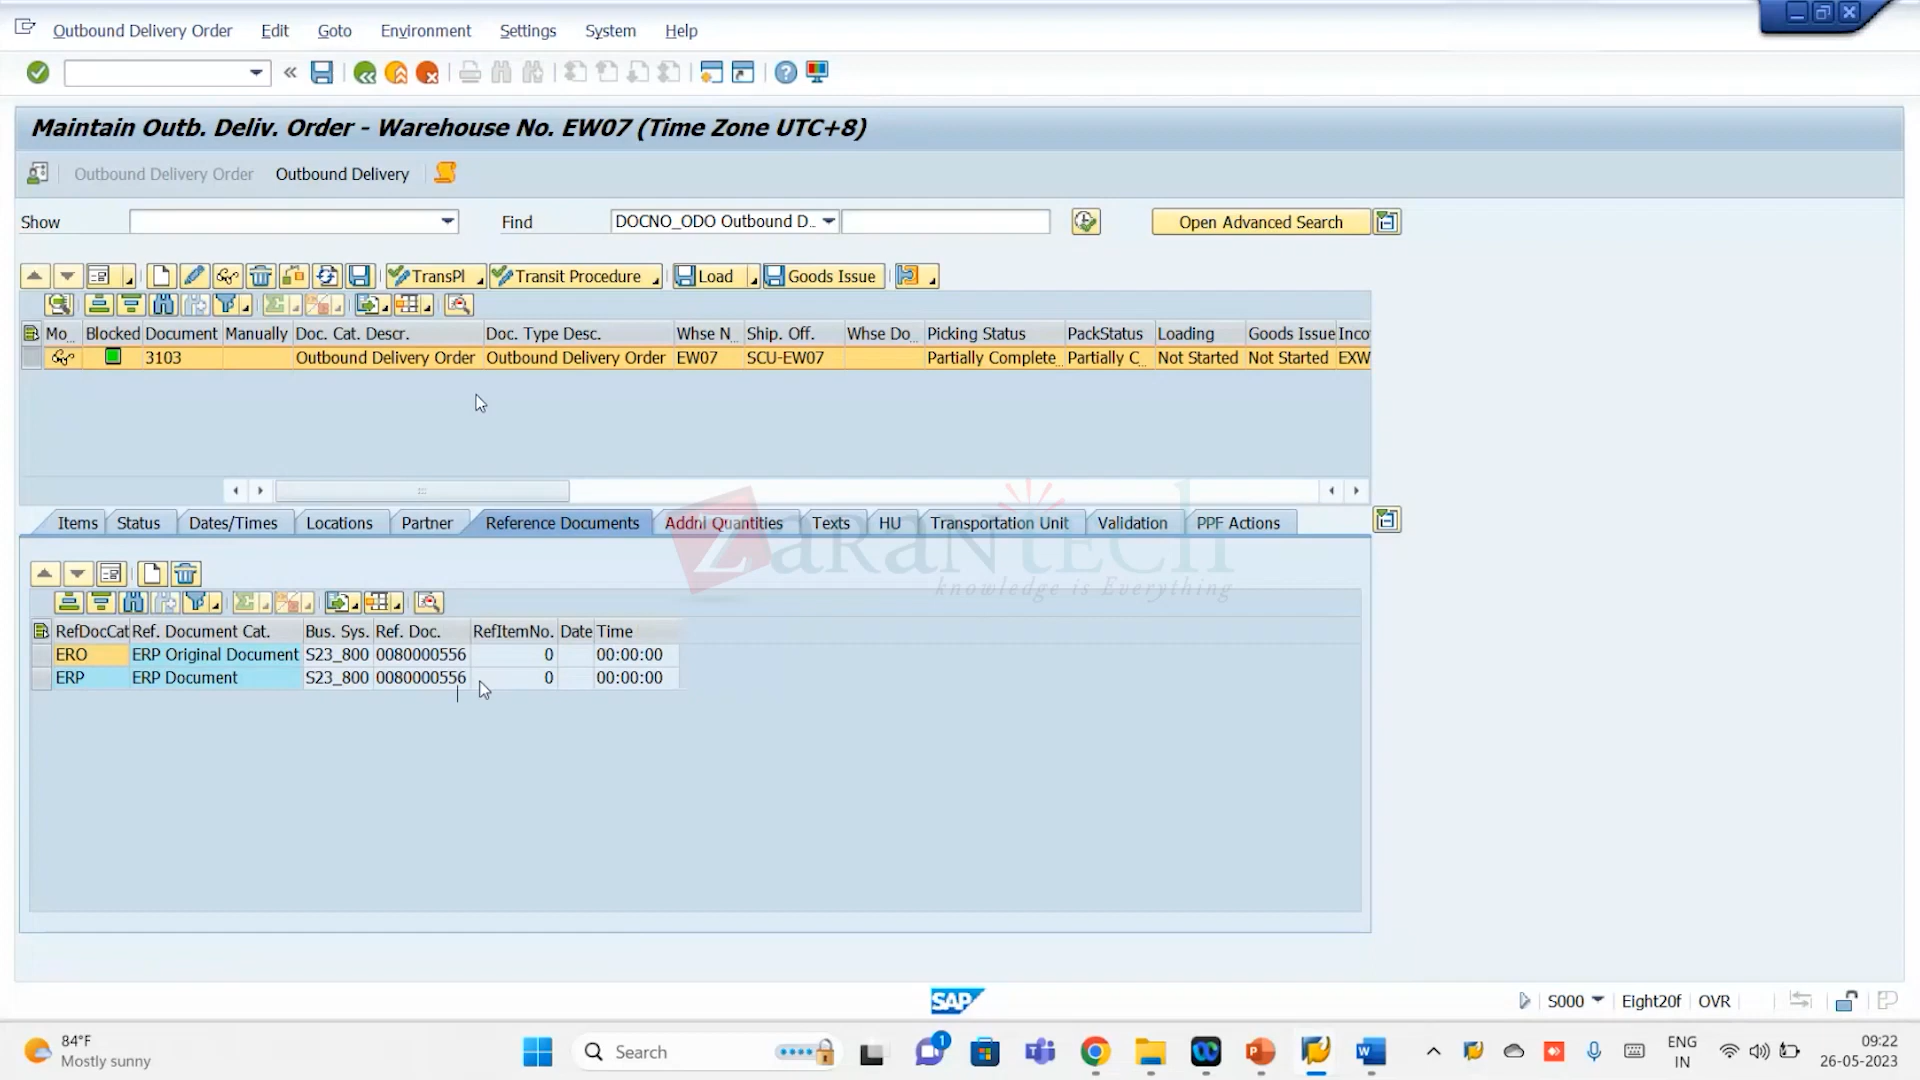 Outbound Delivery Order Edit Goto Environment Settings System Help
Maintain Outb. Deliv. Order - Warehouse No. EW07 (Time Zone UTC+8)
Outbound Delivery Order Outbound Delivery
Show Find DOCNO_ODO Outbound D.. Open Advanced Search
TransPl Transit Procedure Load Goods Issue
Mo.. Blocked Document Manually Doc. Cat. Descr. Doc. Type Desc. Whse N.. Ship. Off. Whse Do.. Picking Status PackStatus Loading Goods Issue Inco
3103 Outbound Delivery Order Outbound Delivery Order EW07 SCU-EW07 Partially Complete.. Partially C... Not Started Not Started EXW
Items Status Dates/Times Locations Partner Reference Documents Addnl Quantities Texts HU Transportation Unit Validation PPF Actions
ZaranTech
knowledge is Everything
RefDocCat Ref. Document Cat. Bus. Sys. Ref. Doc. RefItemNo. Date Time
ERO ERP Original Document S23_800 0080000556 0 00:00:00
ERP ERP Document S23_800 0080000556 0 00:00:00
SAP S000 Eight20f OVR
84°F
Mostly sunny
Search
1
ENG
IN
09:22
26-05-2023